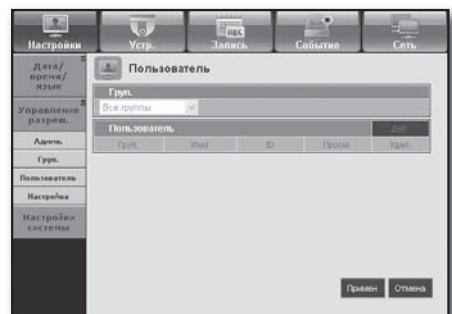 Настройки Устр. Запись Событие Сеть
Дата/
время/
язык
Управление
разреш.
Админ.
Груп.
Пользователь
Настройка
Настройки
системы
Пользователь
Груп.
Все группы
Пользователь Доб
Груп. Имя ID Просм. Удал.
Примен Отмена